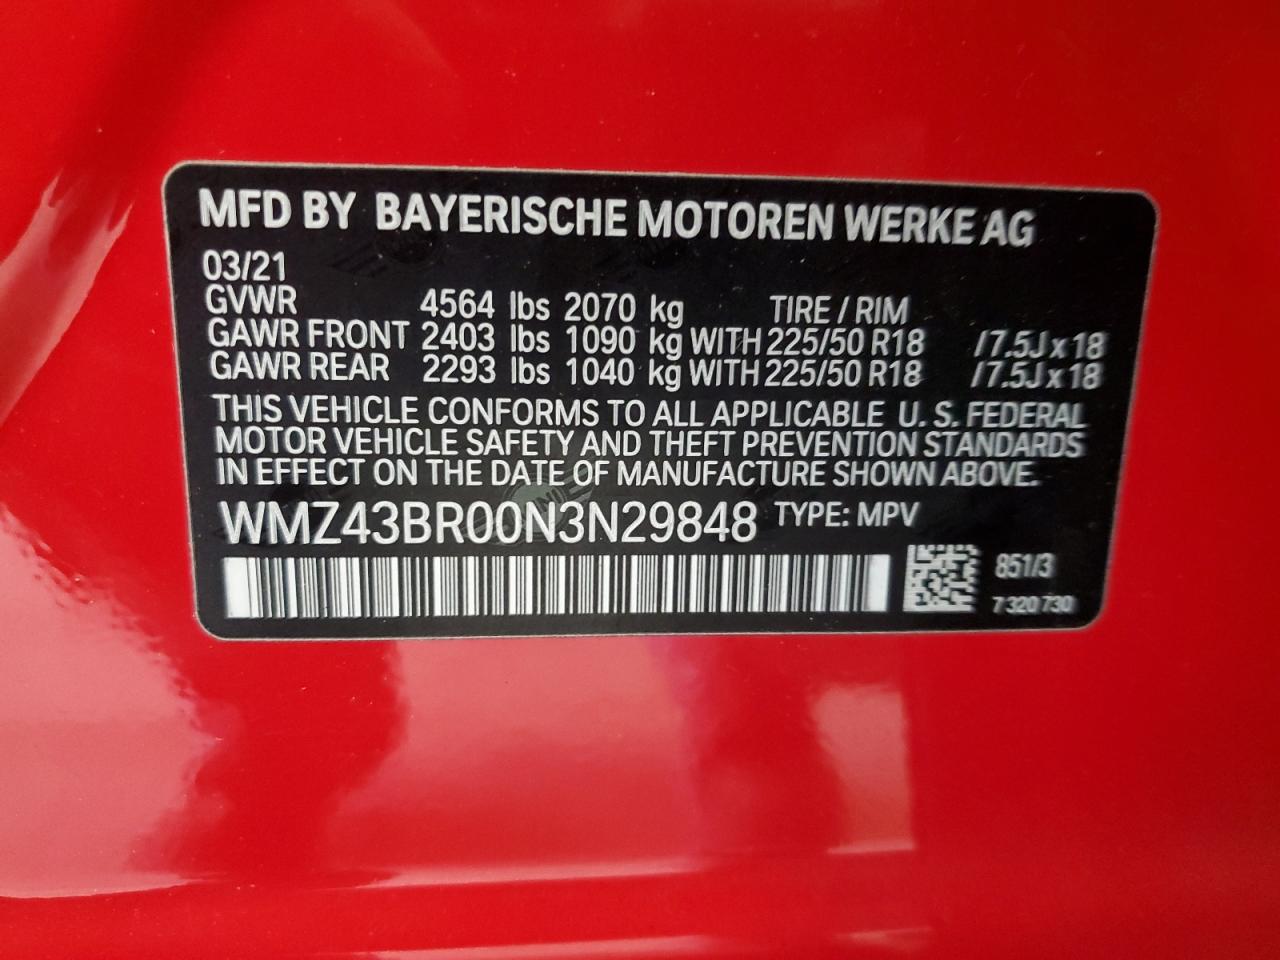 MFD BY BAYERISCHE MOTOREN WERKE AG
03/21
GVWR 4564 lbs 2070 kg TIRE / RIM
GAWR FRONT 2403 lbs 1090 kg WITH 225/50 R18 / 7.5J x 18
GAWR REAR 2293 lbs 1040 kg WITH 225/50 R18 / 7.5J x 18
THIS VEHICLE CONFORMS TO ALL APPLICABLE U. S. FEDERAL
MOTOR VEHICLE SAFETY AND THEFT PREVENTION STANDARDS
IN EFFECT ON THE DATE OF MANUFACTURE SHOWN ABOVE.
WMZ43BR00N3N29848 TYPE: MPV
851/3
7 320 730